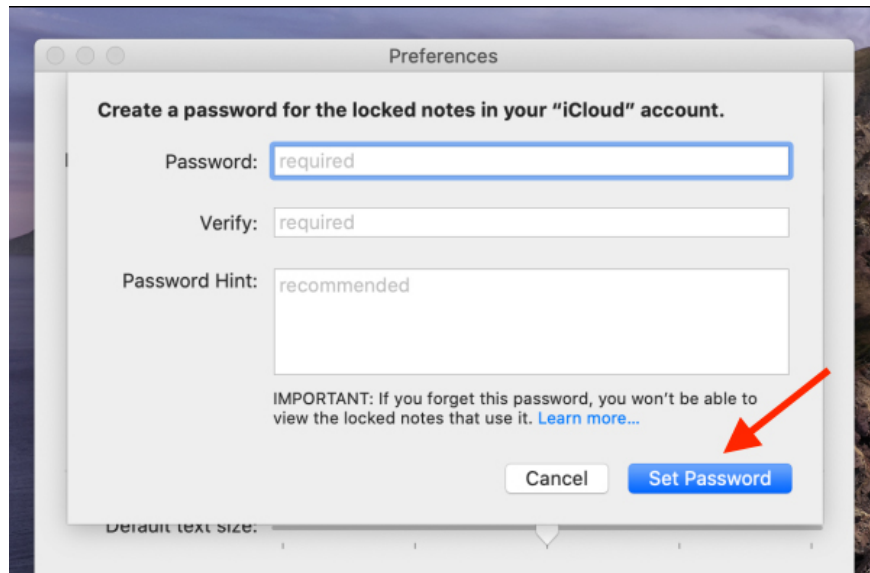 Preferences
Create a password for the locked notes in your “iCloud” account.
Password: required
Verify: required
Password Hint: recommended
IMPORTANT: If you forget this password, you won’t be able to
view the locked notes that use it. Learn more...
Cancel Set Password
Default text size: